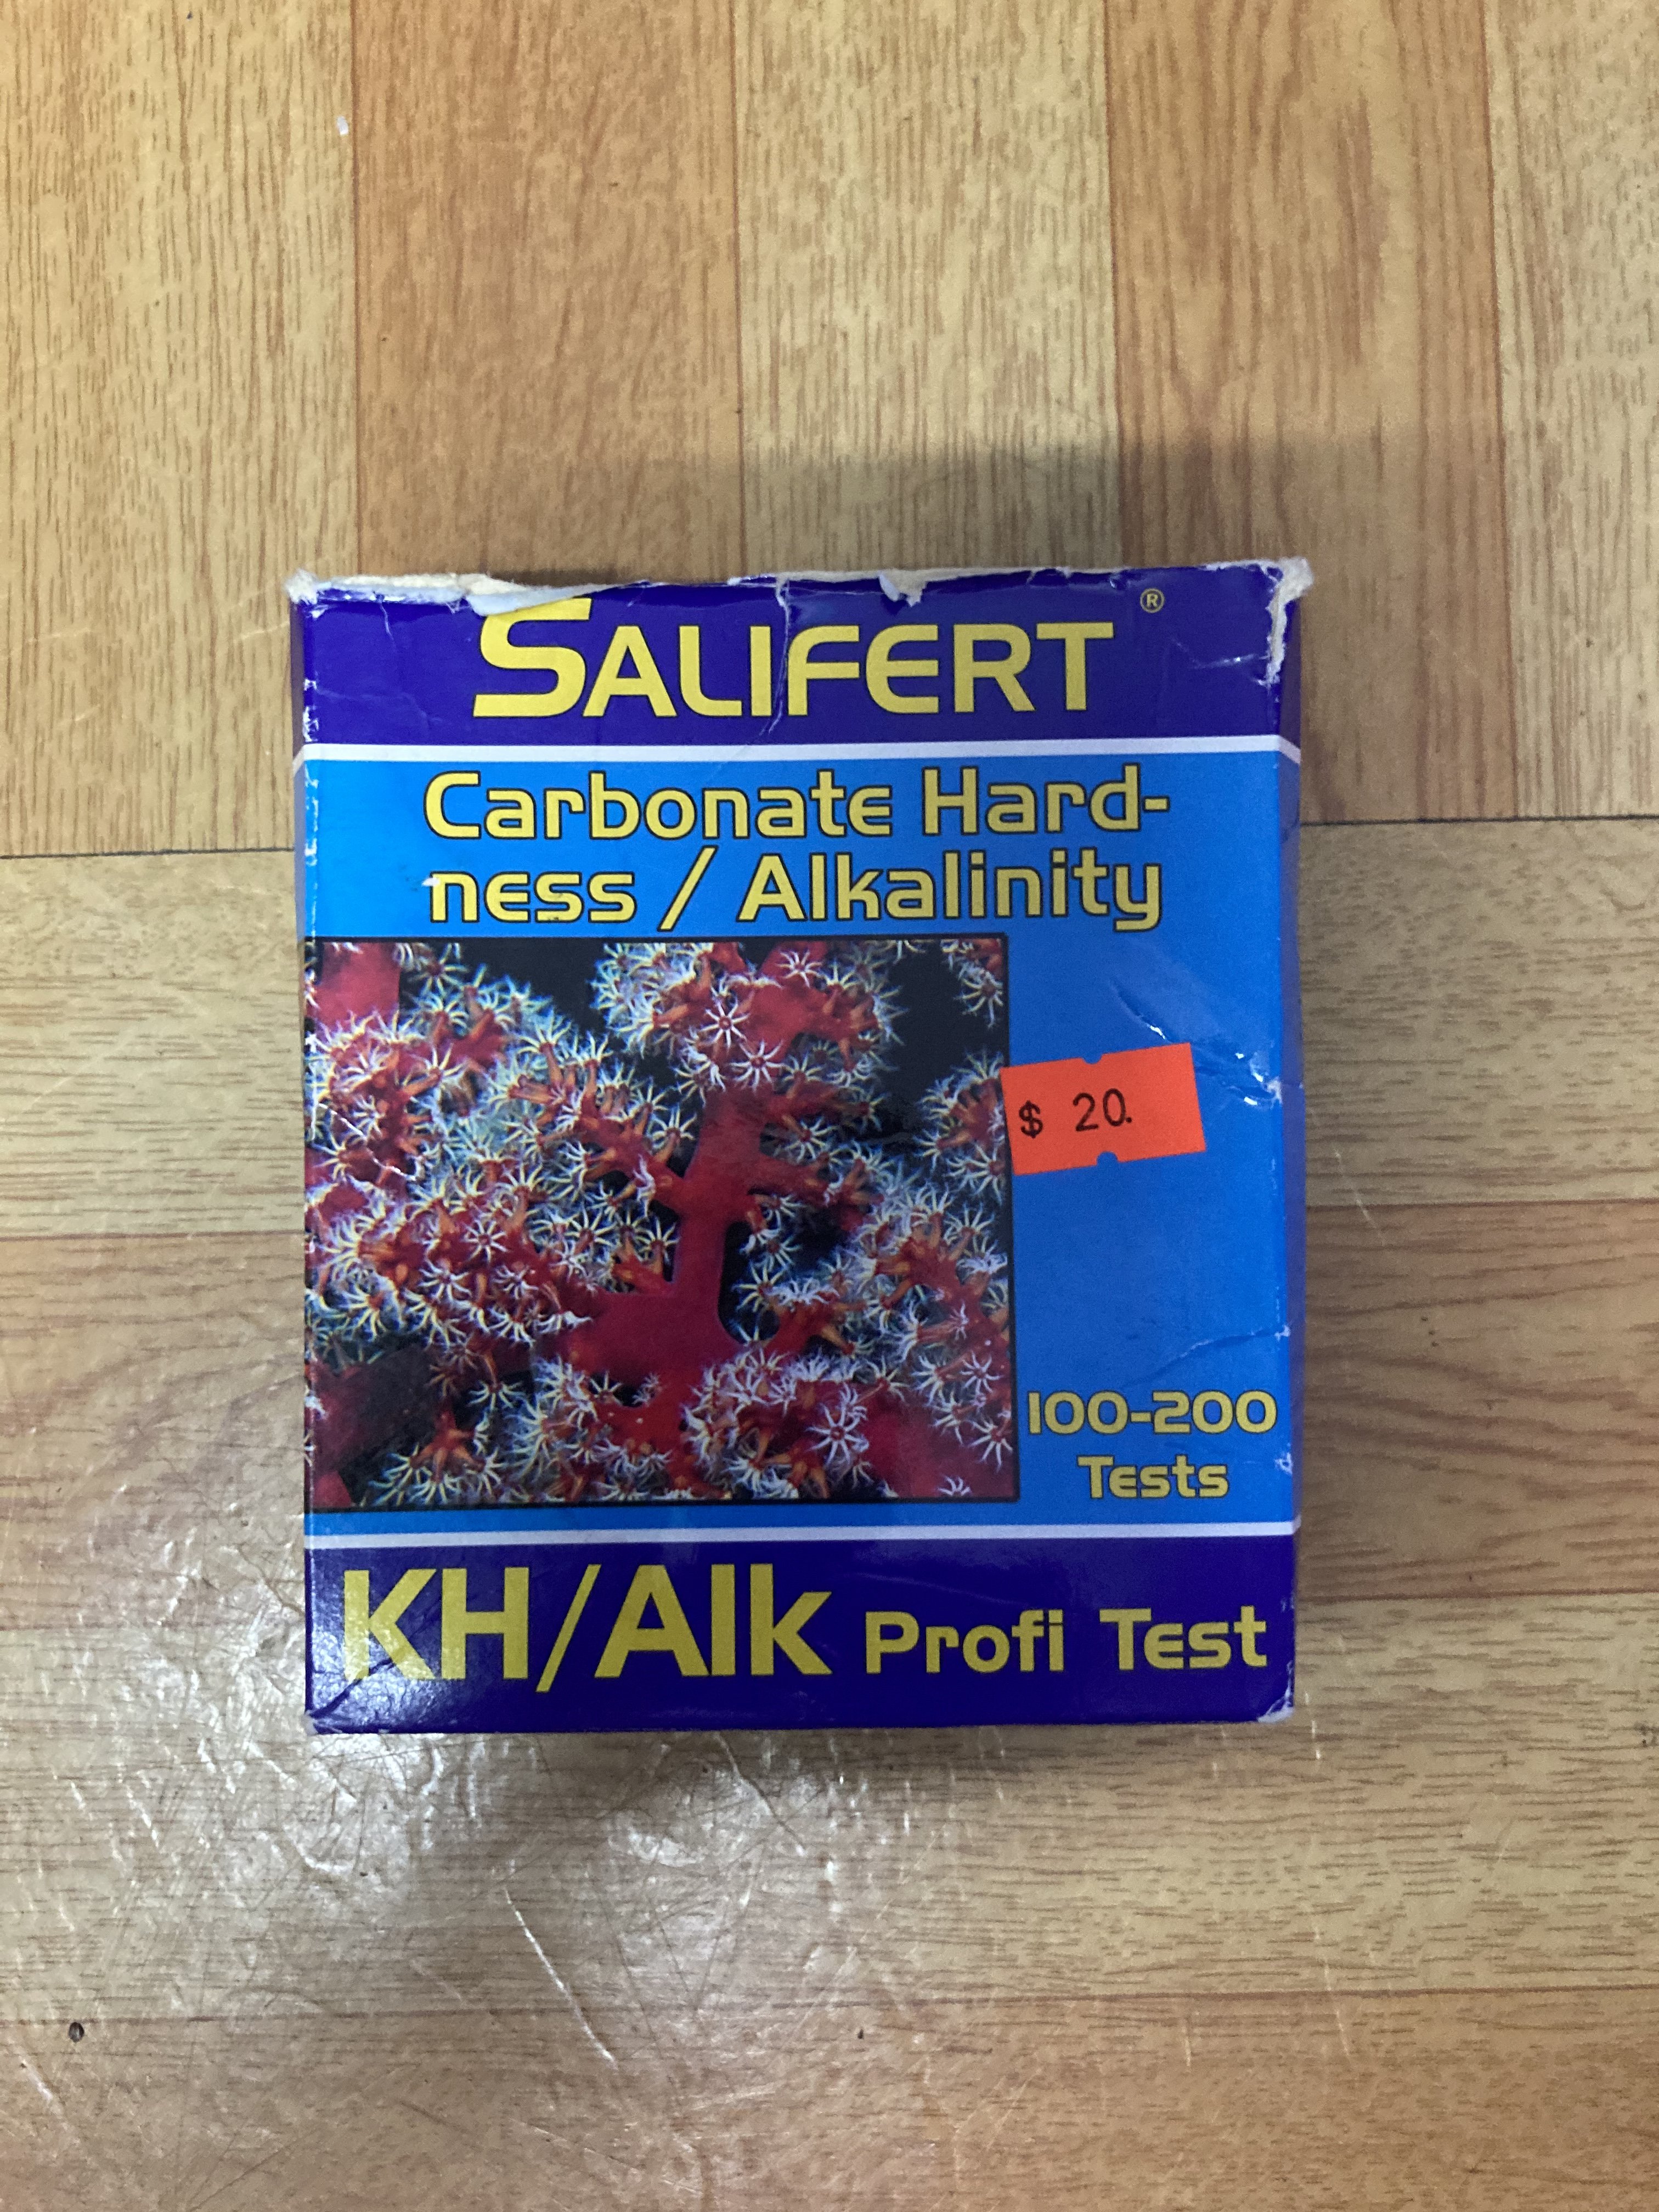 SALIFERT ®
Carbonate Hard-
ness / Alkalinity
$ 20.
100-200
Tests
KH/Alk Profi Test